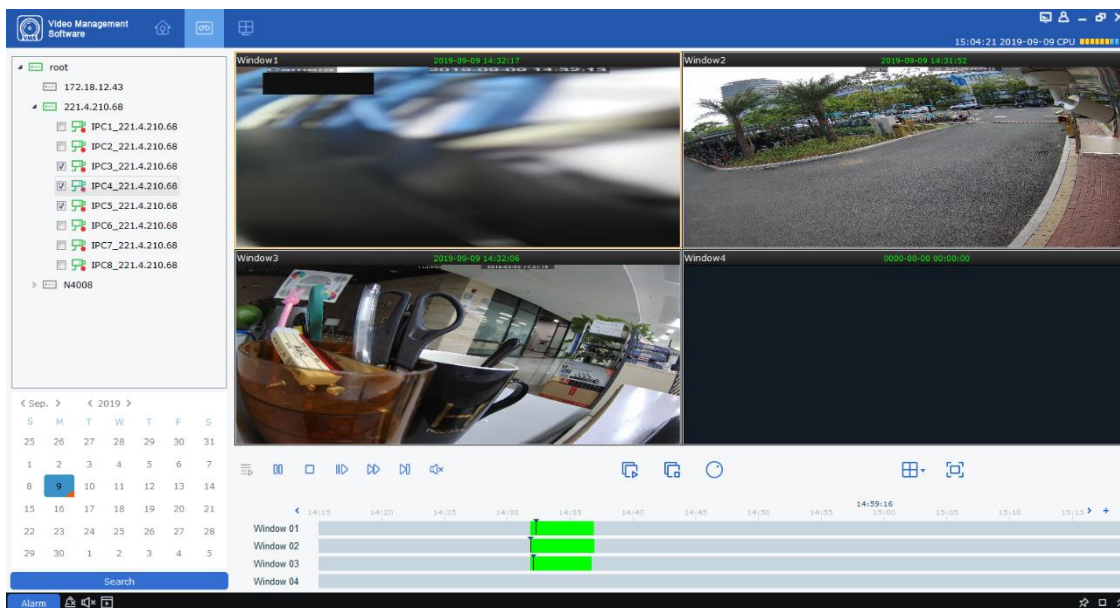 Video Management
Software
15:04:21 2019-09-09 CPU
root
172.18.12.43
221.4.210.68
IPC1_221.4.210.68
IPC2_221.4.210.68
IPC3_221.4.210.68
IPC4_221.4.210.68
IPC5_221.4.210.68
IPC6_221.4.210.68
IPC7_221.4.210.68
IPC8_221.4.210.68
N4008
Window1 2019-09-09 14:32:17
Camera 2019-09-09 14:32:13
Window2 2019-09-09 14:31:52
Window3 2019-09-09 14:32:06
Window4 0000-00-00 00:00:00
< Sep. > < 2019 >
S M T W T F S
25 26 27 28 29 30 31
1 2 3 4 5 6 7
8 9 10 11 12 13 14
15 16 17 18 19 20 21
22 23 24 25 26 27 28
29 30 1 2 3 4 5
Search
14:59:16
14:15 14:20 14:25 14:30 14:35 14:40 14:45 14:50 14:55 15:00 15:05 15:10 15:15
Window 01
Window 02
Window 03
Window 04
Alarm